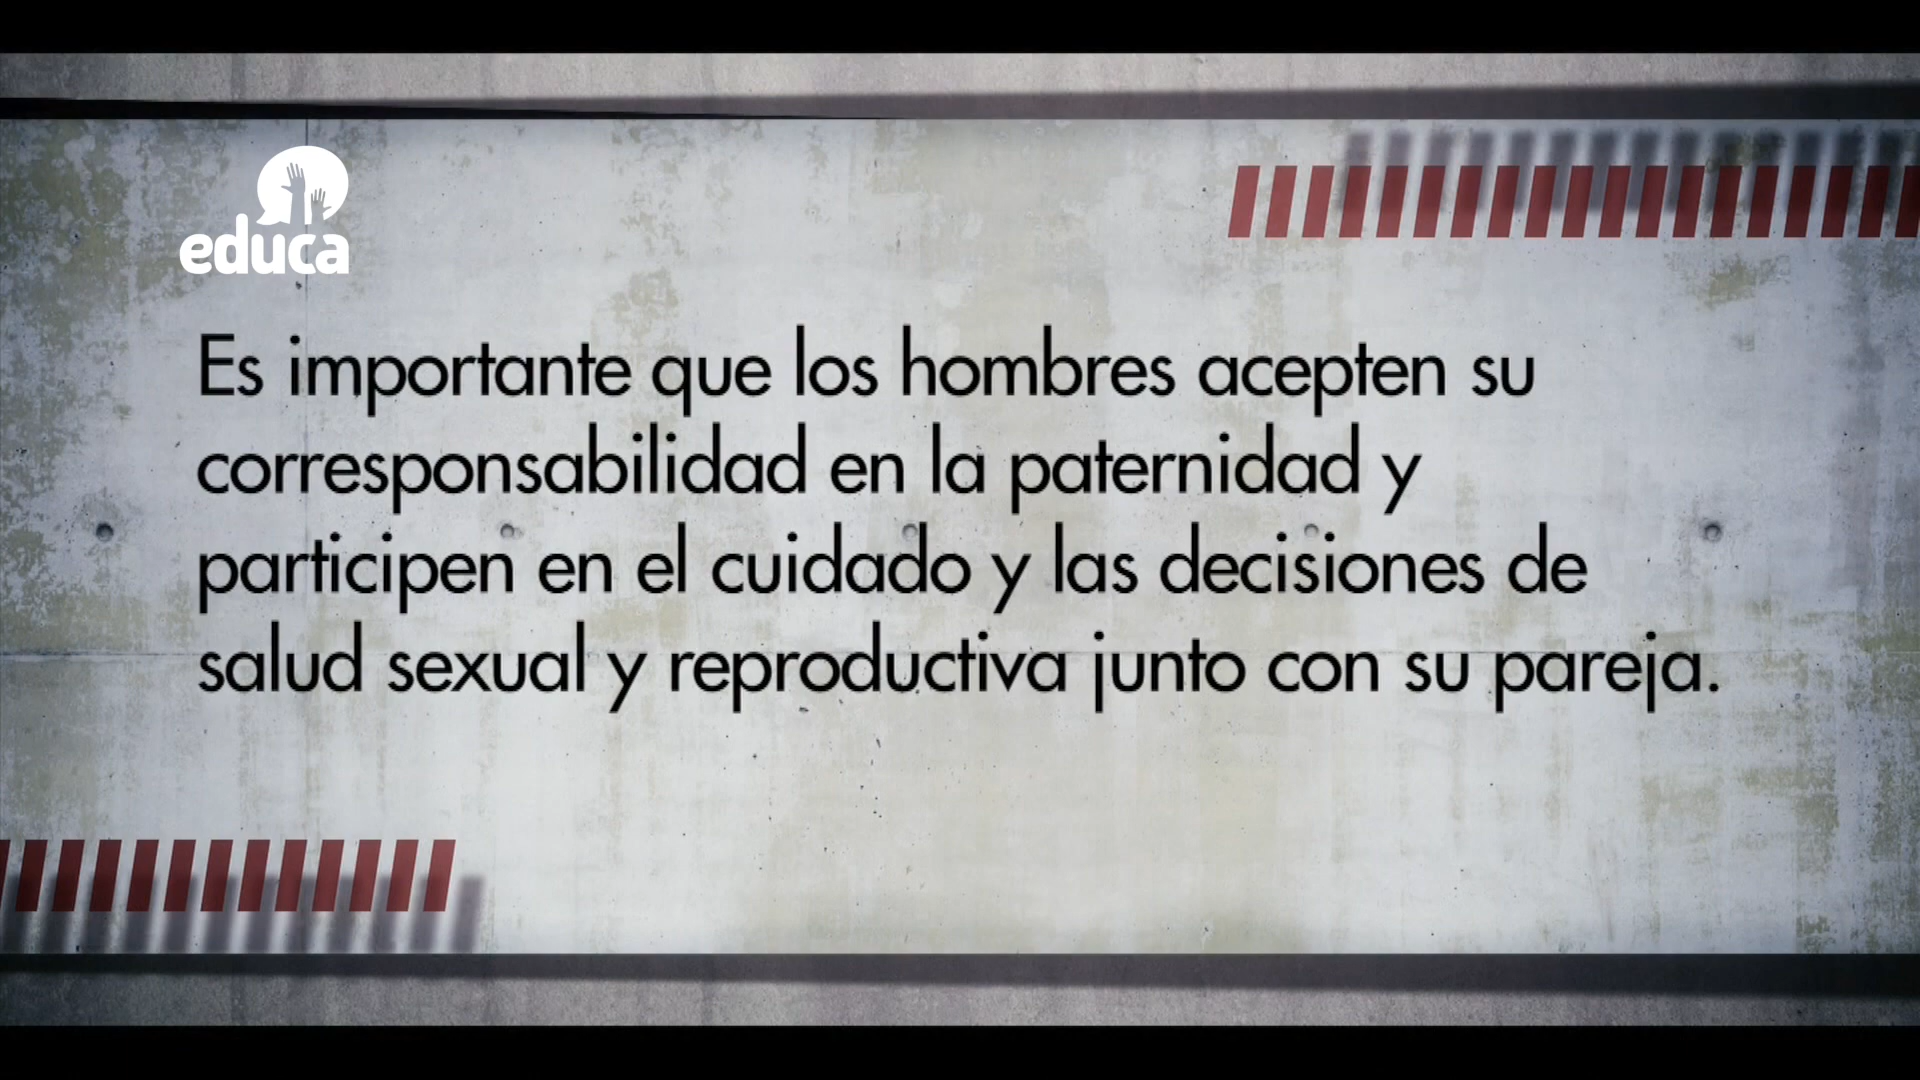 educa
Es importante que los hombres acepten su
corresponsabilidad en la paternidad y
participen en el cuidado y las decisiones de
salud sexual y reproductiva junto con su pareja.